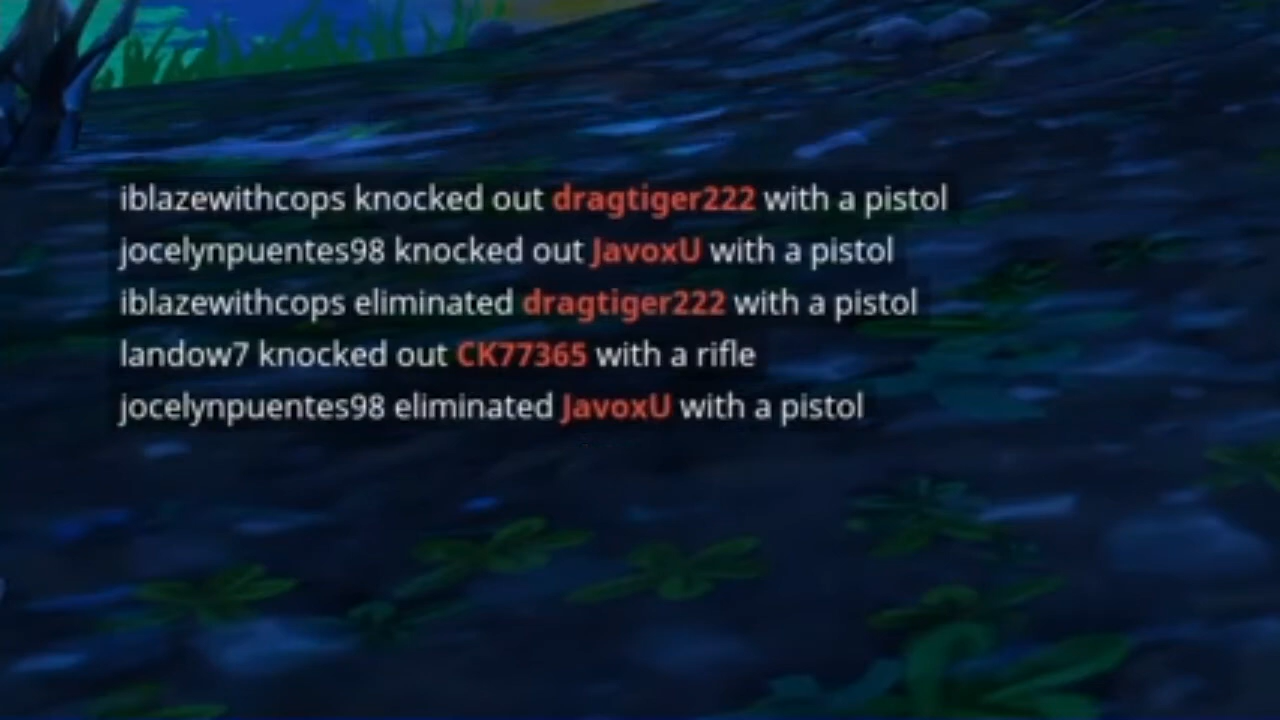 iblazewithcops knocked out dragtiger222 with a pistol
jocelynpuentes98 knocked out JavoxU with a pistol
iblazewithcops eliminated dragtiger222 with a pistol
landow7 knocked out CK77365 with a rifle
jocelynpuentes98 eliminated JavoxU with a pistol